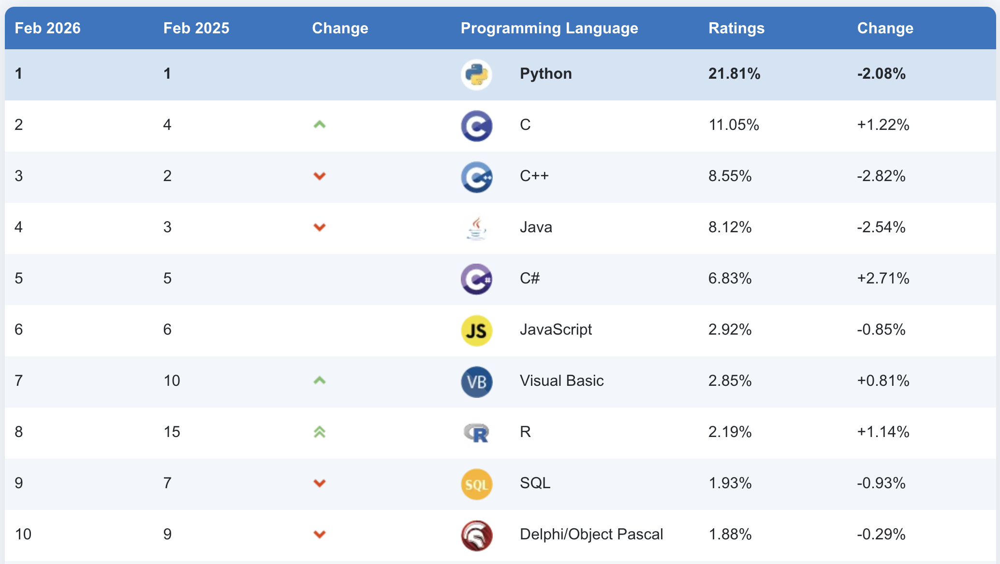 Feb 2026 Feb 2025 Change Programming Language Ratings Change
1 1 Python 21.81% -2.08%
2 4 C C 11.05% +1.22%
3 2 C++ C++ 8.55% -2.82%
4 3 Java 8.12% -2.54%
5 5 C# C# 6.83% +2.71%
6 6 JS JavaScript 2.92% -0.85%
7 10 VB Visual Basic 2.85% +0.81%
8 15 R R 2.19% +1.14%
9 7 SQL SQL 1.93% -0.93%
10 9 Delphi/Object Pascal 1.88% -0.29%